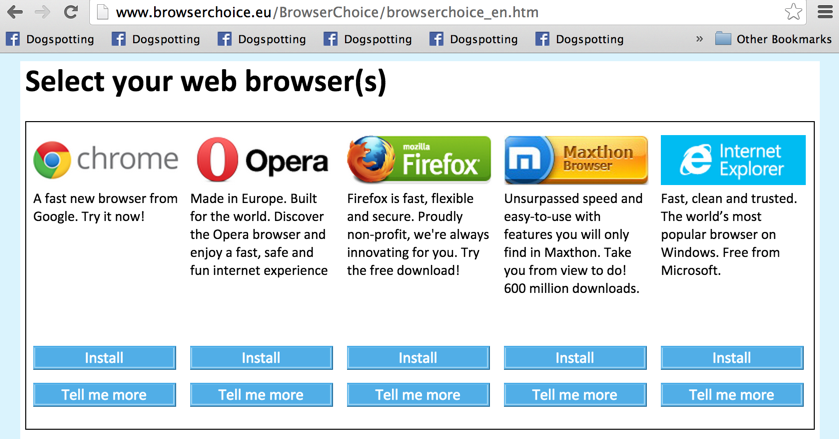 www.browserchoice.eu/BrowserChoice/browserchoice_en.htm
Dogspotting Dogspotting Dogspotting Dogspotting Dogspotting Dogspotting » Other Bookmarks
Select your web browser(s)
chrome
A fast new browser from
Google. Try it now!
Opera
Made in Europe. Built
for the world. Discover
the Opera browser and
enjoy a fast, safe and
fun internet experience
mozilla
Firefox
Firefox is fast, flexible
and secure. Proudly
non-profit, we're always
innovating for you. Try
the free download!
Maxthon
Browser
Unsurpassed speed and
easy-to-use with
features you will only
find in Maxthon. Take
you from view to do!
600 million downloads.
Internet
Explorer
Fast, clean and trusted.
The world’s most
popular browser on
Windows. Free from
Microsoft.
Install Install Install Install Install
Tell me more Tell me more Tell me more Tell me more Tell me more